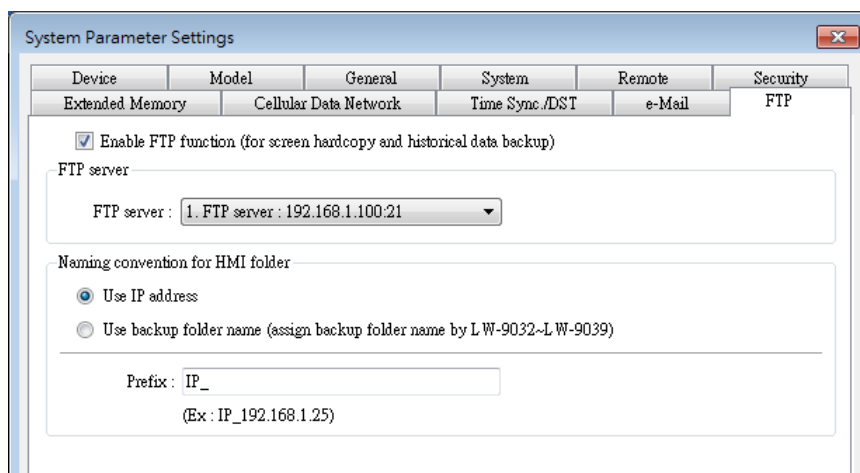 System Parameter Settings
Device Model General System Remote Security
Extended Memory Cellular Data Network Time Sync./DST e-Mail FTP
Enable FTP function (for screen hardcopy and historical data backup)
FTP server
FTP server : 1. FTP server : 192.168.1.100:21
Naming convention for HMI folder
Use IP address
Use backup folder name (assign backup folder name by LW-9032~LW-9039)
Prefix : IP_
(Ex : IP_192.168.1.25)